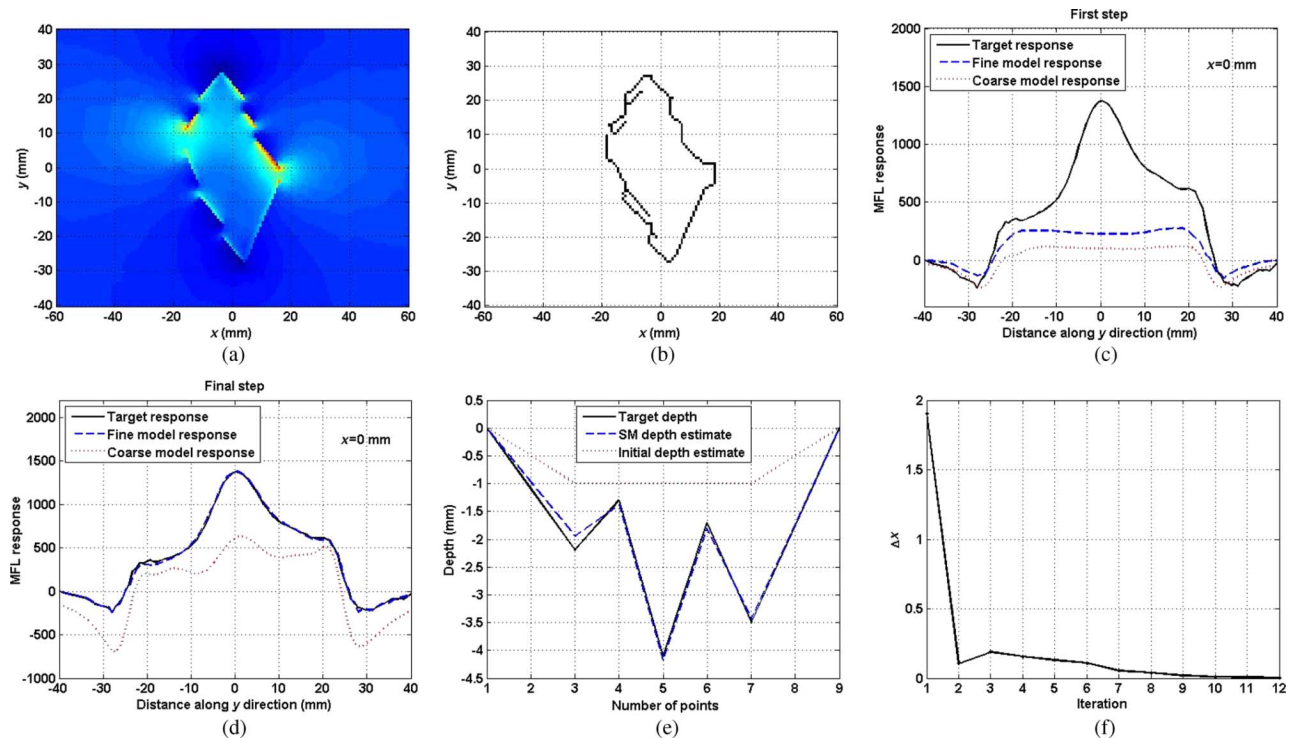 40
30
20
10
0
-10
-20
-30
-40
-60 -40 -20 0 20 40 60
y (mm)
x (mm)
(a)
40
30
20
10
0
-10
-20
-30
-40
-60 -40 -20 0 20 40 60
y (mm)
x (mm)
(b)
First step
2000
1500
1000
500
0
-40 -30 -20 -10 0 10 20 30 40
Target response
Fine model response
Coarse model response
x=0 mm
MFL response
Distance along y direction (mm)
(c)
Final step
2000
1500
1000
500
0
-500
-1000
-40 -30 -20 -10 0 10 20 30 40
Target response
Fine model response
Coarse model response
x=0 mm
MFL response
Distance along y direction (mm)
(d)
0.5
0
-0.5
-1
-1.5
-2
-2.5
-3
-3.5
-4
-4.5
1 2 3 4 5 6 7 8 9
Target depth
SM depth estimate
Initial depth estimate
Depth (mm)
Number of points
(e)
2
1.5
1
0.5
0
1 2 3 4 5 6 7 8 9 10 11 12
Δx
Iteration
(f)